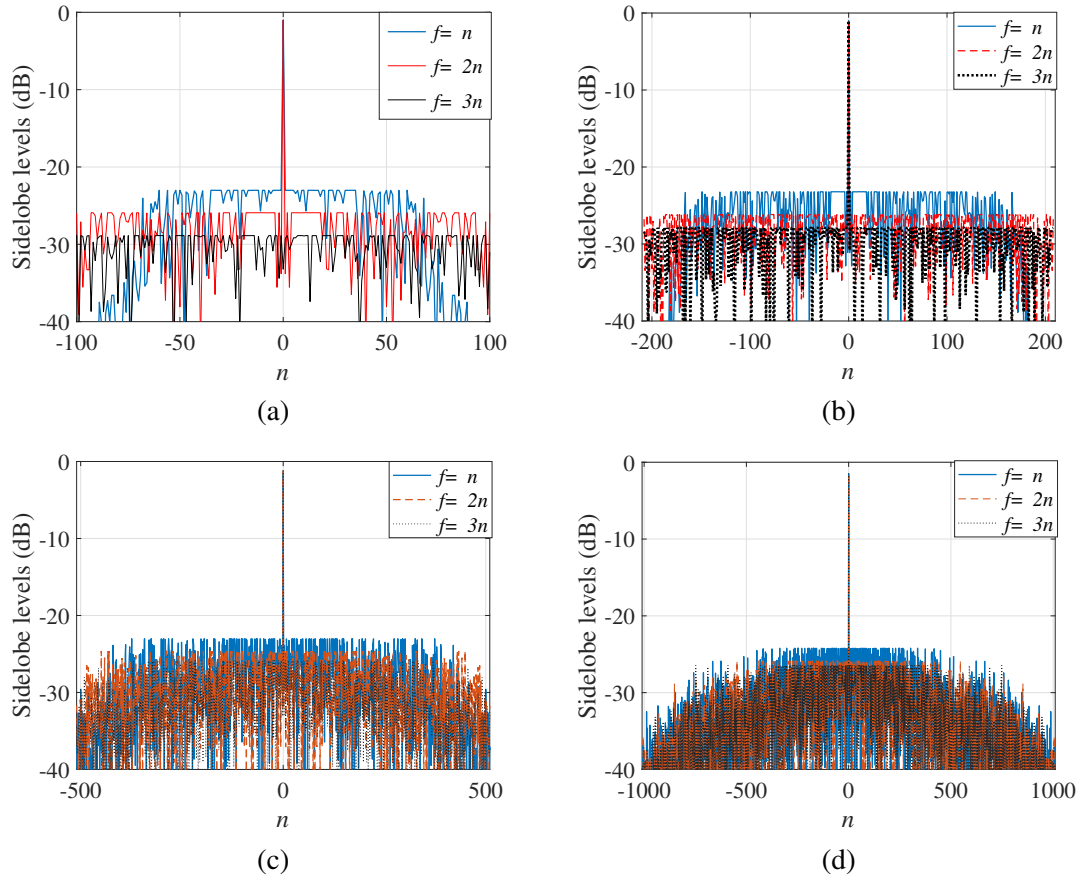 0
-10
-20
-30
-40
Sidelobe levels (dB)
-100
-50
0
50
100
n
f= n
f= 2n
f= 3n
(a)
0
-10
-20
-30
-40
Sidelobe levels (dB)
-200
-100
0
100
200
n
f= n
f= 2n
f= 3n
(b)
0
-10
-20
-30
-40
Sidelobe levels (dB)
-500
0
500
n
f= n
f= 2n
f= 3n
(c)
0
-10
-20
-30
-40
Sidelobe levels (dB)
-1000
-500
0
500
1000
n
f= n
f= 2n
f= 3n
(d)